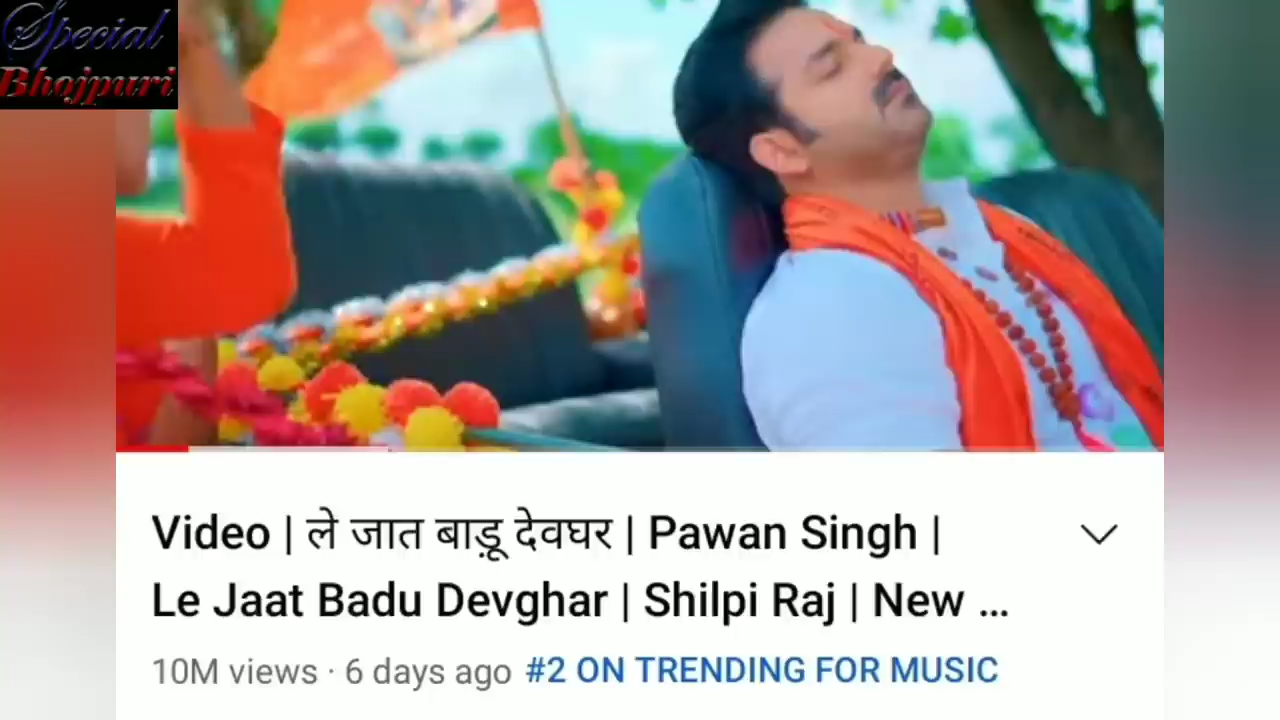 Special
Bhojpuri
Video | ले जात बाड़ू देवघर | Pawan Singh |
Le Jaat Badu Devghar | Shilpi Raj | New ...
10M views · 6 days ago #2 ON TRENDING FOR MUSIC